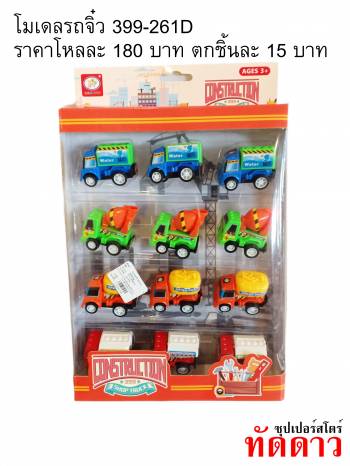 โมเดลรถจิ๋ว 399-261D
ราคาโหลละ 180 บาท ตกชิ้นละ 15 บาท
AGES 3+
CONSTRUCTION
Water
Water
Water
CONSTRUCTION
SHOP TRUCK
ซุปเปอร์สโตร์
ทัดดาว